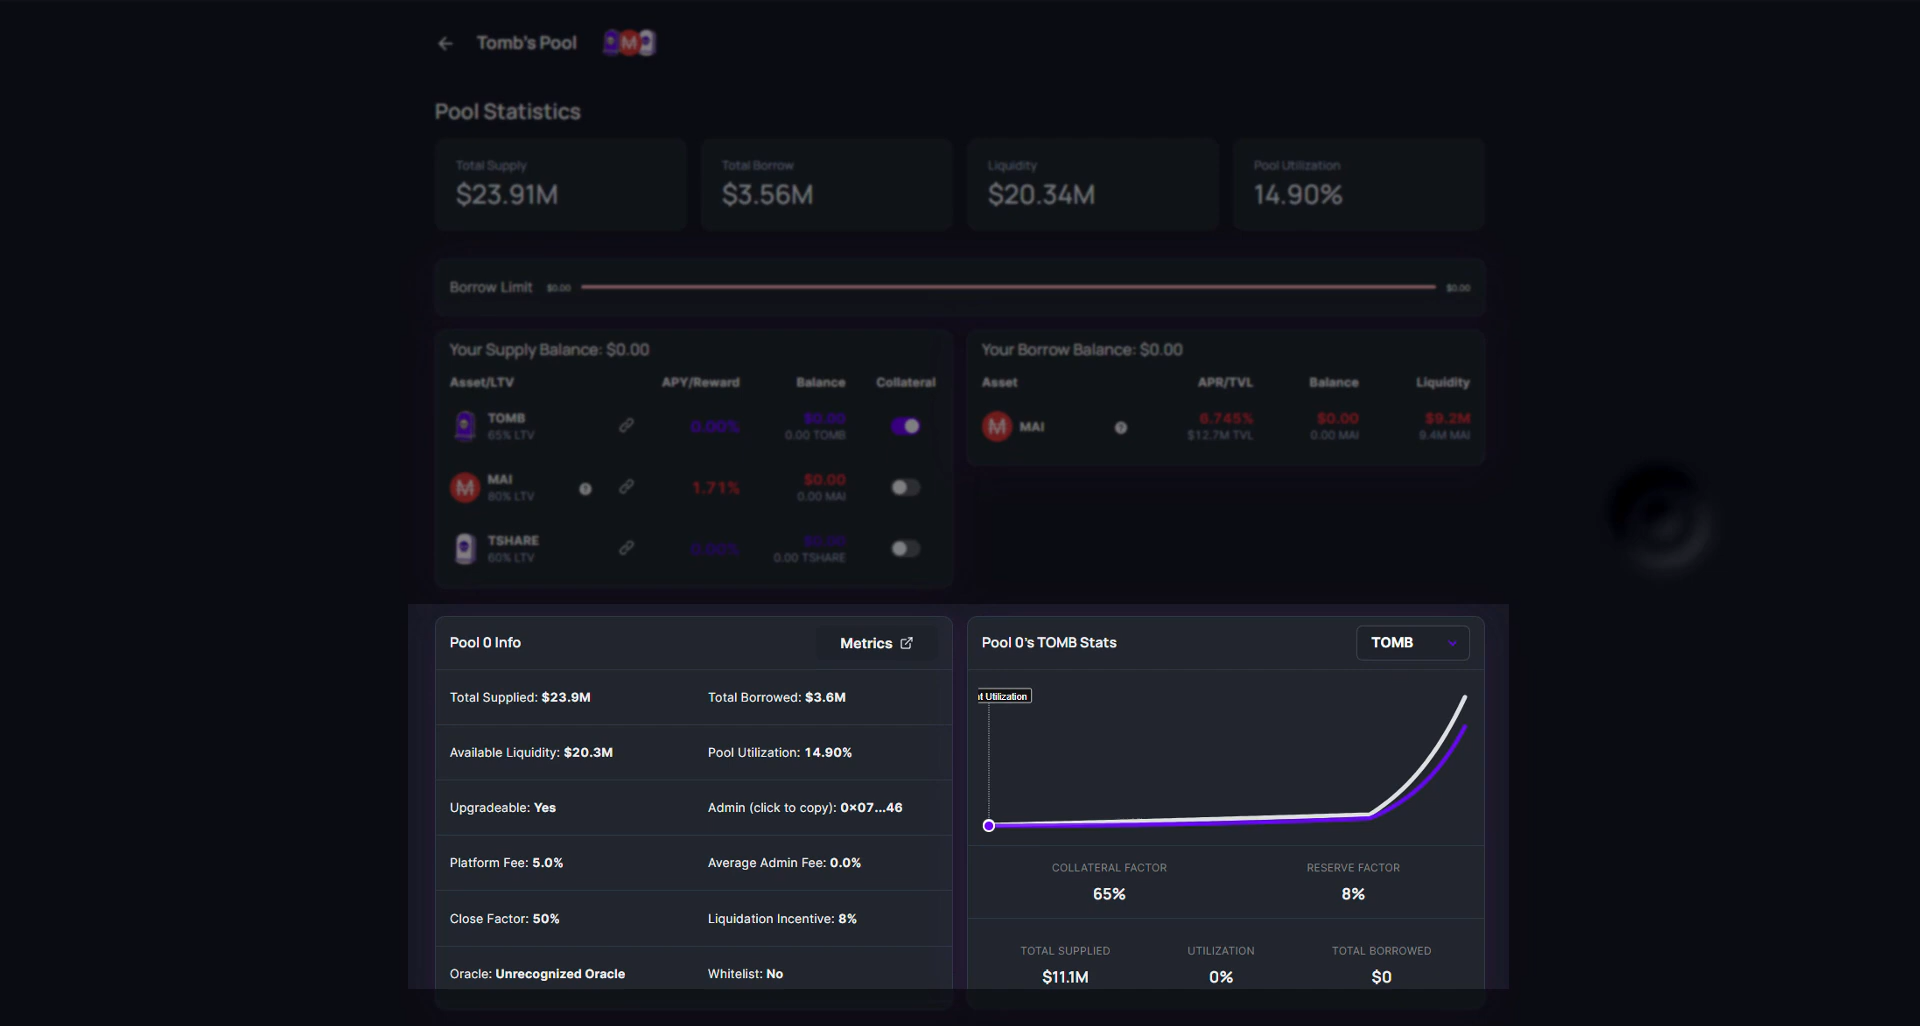 Tomb's Pool
Pool Statistics
Total Supply
$23.91M
Total Borrow
$3.56M
Liquidity
$20.34M
Pool Utilization
14.90%
Borrow Limit $0.00 $0.00
Your Supply Balance: $0.00
Asset/LTV APY/Reward Balance Collateral
TOMB 0.00% $0.00
65% LTV 0.00 TOMB
MAI 1.71% $0.00
80% LTV 0.00 MAI
TSHARE 0.00% $0.00
60% LTV 0.00 TSHARE
Your Borrow Balance: $0.00
Asset APR/TVL Balance Liquidity
MAI 6.745% $0.00 $9.2M
$12.7M TVL 0.00 MAI 9.4M MAI
Pool 0 Info Metrics
Total Supplied: $23.9M Total Borrowed: $3.6M
Available Liquidity: $20.3M Pool Utilization: 14.90%
Upgradeable: Yes Admin (click to copy): 0x07...46
Platform Fee: 5.0% Average Admin Fee: 0.0%
Close Factor: 50% Liquidation Incentive: 8%
Oracle: Unrecognized Oracle Whitelist: No
Pool 0's TOMB Stats TOMB
Utilization
COLLATERAL FACTOR RESERVE FACTOR
65% 8%
TOTAL SUPPLIED UTILIZATION TOTAL BORROWED
$11.1M 0% $0